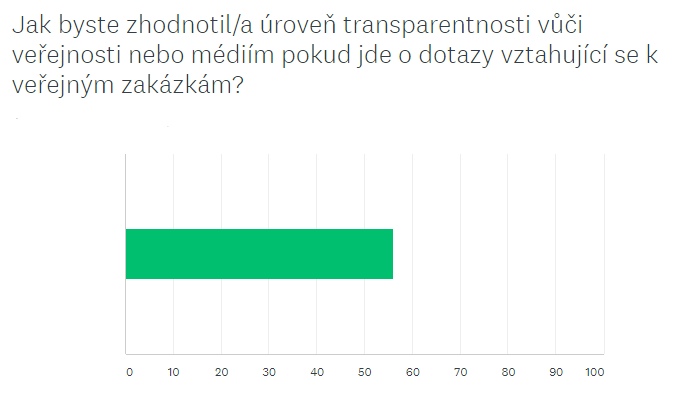 Jak byste zhodnotil/a úroveň transparentnosti vůči
veřejnosti nebo médiím pokud jde o dotazy vztahující se k
veřejným zakázkám?
0 10 20 30 40 50 60 70 80 90 100